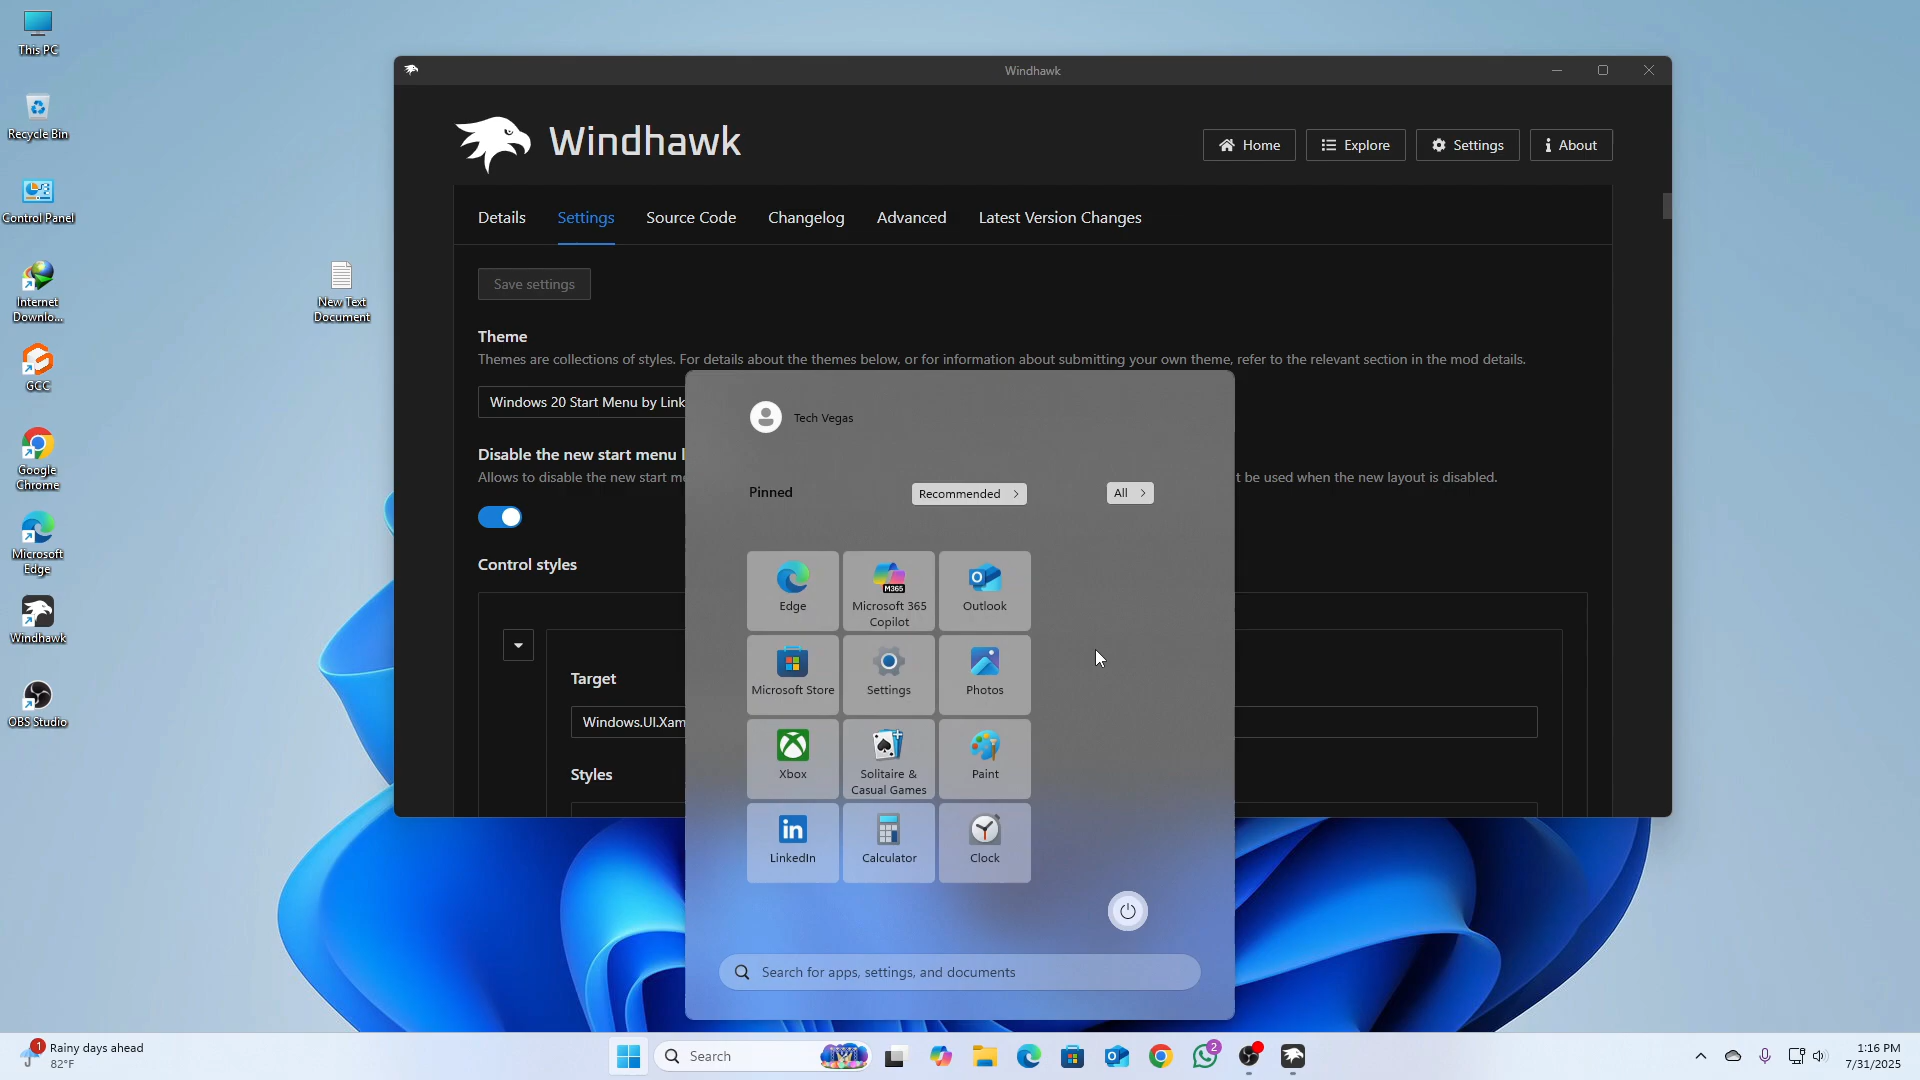 This PC
Recycle Bin
Control Panel
Internet
Downlo...
GCC
Google
Chrome
Microsoft
Edge
Windhawk
OBS Studio
New Text
Document
Windhawk
Windhawk
Home
Explore
Settings
About
Details
Settings
Source Code
Changelog
Advanced
Latest Version Changes
Save settings
Theme
Themes are collections of styles. For details about the themes below, or for information about submitting your own theme, refer to the relevant section in the mod details.
Windows 20 Start Menu by Link
Disable the new start menu l
Allows to disable the new start me
t be used when the new layout is disabled.
Control styles
Target
Windows.UI.Xam
Styles
Tech Vegas
Pinned
Recommended
All
Edge
Microsoft 365
Copilot
M365
Outlook
Microsoft Store
Settings
Photos
Xbox
Solitaire &
Casual Games
Paint
LinkedIn
Calculator
Clock
Search for apps, settings, and documents
1
Rainy days ahead
82°F
Search
2
1:16 PM
7/31/2025